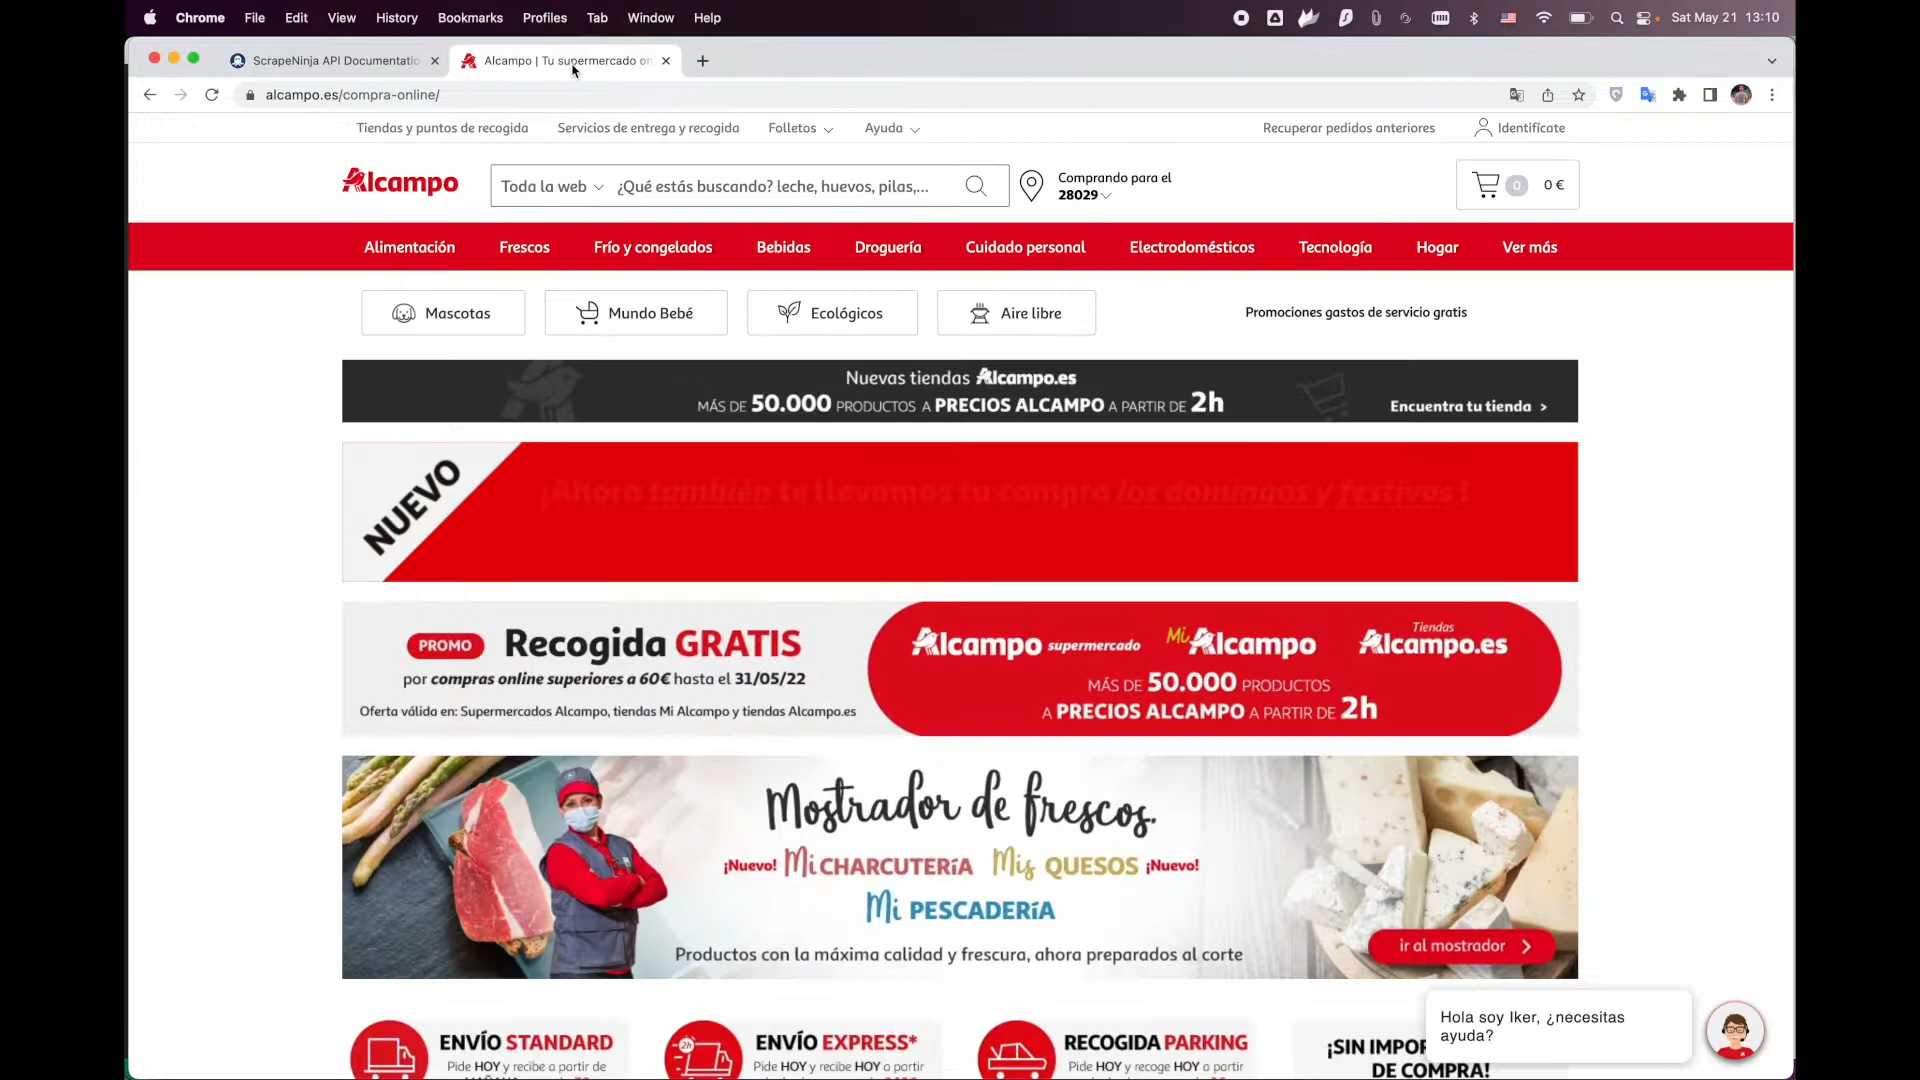 Chrome File Edit View History Bookmarks Profiles Tab Window Help Sat May 21 13:10
ScrapeNinja API Documentatio Alcampo | Tu supermercado on
alcampo.es/compra-online/
Tiendas y puntos de recogida Servicios de entrega y recogida Folletos Ayuda Recuperar pedidos anteriores Identifícate
Alcampo Toda la web ¿Qué estás buscando? leche, huevos, pilas,... Comprando para el
28029
0 0 €
Alimentación Frescos Frío y congelados Bebidas Droguería Cuidado personal Electrodomésticos Tecnología Hogar Ver más
Mascotas Mundo Bebé Ecológicos Aire libre Promociones gastos de servicio gratis
Nuevas tiendas Alcampo.es
MÁS DE 50.000 PRODUCTOS A PRECIOS ALCAMPO A PARTIR DE 2h
Encuentra tu tienda >
NUEVO
¡Ahora también te llevamos tu compra los domingos y festivos!
PROMO Recogida GRATIS
por compras online superiores a 60€ hasta el 31/05/22
Oferta válida en: Supermercados Alcampo, tiendas Mi Alcampo y tiendas Alcampo.es
Alcampo supermercado Mi Alcampo Tiendas Alcampo.es
MÁS DE 50.000 PRODUCTOS
A PRECIOS ALCAMPO A PARTIR DE 2h
Mostrador de frescos.
¡Nuevo! Mi CHARCUTERÍA Mis QUESOS ¡Nuevo!
Mi PESCADERÍA
Productos con la máxima calidad y frescura, ahora preparados al corte
ir al mostrador
ENVÍO STANDARD
Pide HOY y recibe a partir
2h
ENVÍO EXPRESS*
Pide HOY y recibe HOY a partir
RECOGIDA PARKING
Pide HOY y recoge HOY a partir
¡SIN IMPOR
DE COMPRA!
Hola soy Iker, ¿necesitas
ayuda?